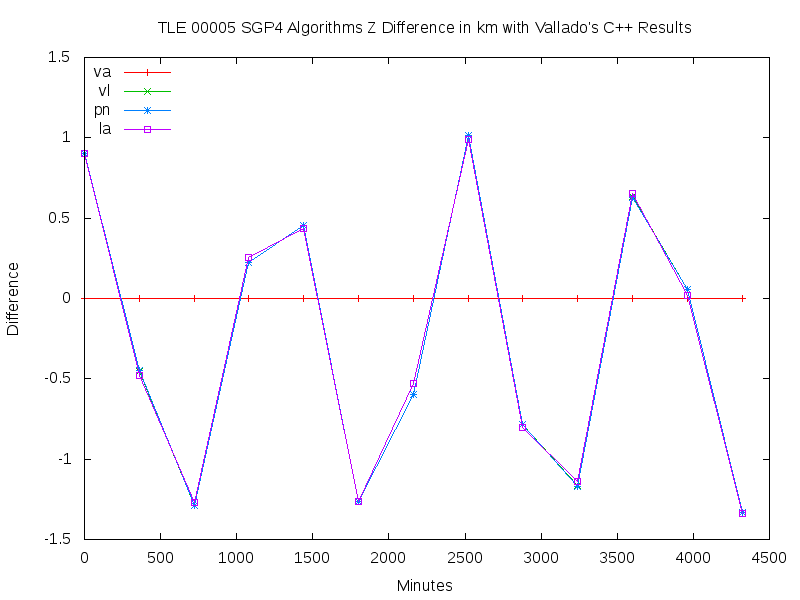 TLE 00005 SGP4 Algorithms Z Difference in km with Vallado's C++ Results
va
vl
pn
la
1.5
1
0.5
0
-0.5
-1
-1.5
Difference
0 500 1000 1500 2000 2500 3000 3500 4000 4500
Minutes